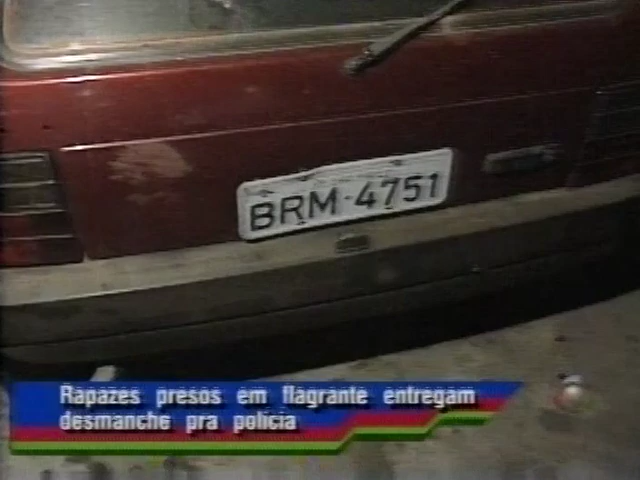 BRM-4751
Rapazes presos em flagrante entregam
desmanche pra polícia